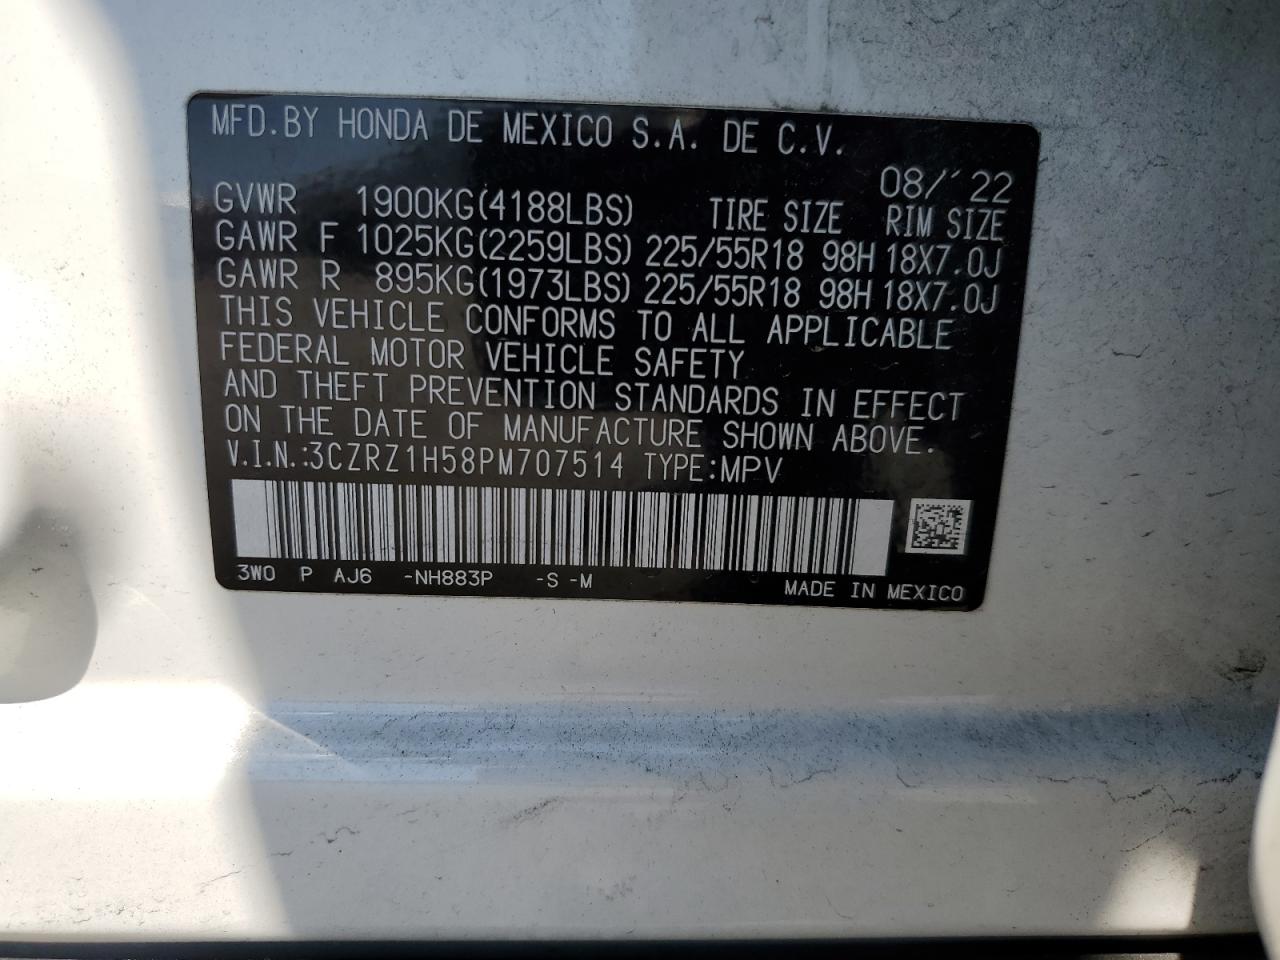 MFD.BY HONDA DE MEXICO S.A. DE C.V.
08/'22
GVWR 1900KG(4188LBS) TIRE SIZE RIM SIZE
GAWR F 1025KG(2259LBS) 225/55R18 98H 18X7.0J
GAWR R 895KG(1973LBS) 225/55R18 98H 18X7.0J
THIS VEHICLE CONFORMS TO ALL APPLICABLE
FEDERAL MOTOR VEHICLE SAFETY
AND THEFT PREVENTION STANDARDS IN EFFECT
ON THE DATE OF MANUFACTURE SHOWN ABOVE.
V.I.N.:3CZRZ1H58PM707514 TYPE:MPV
3W0 P AJ6 -NH883P -S -M MADE IN MEXICO